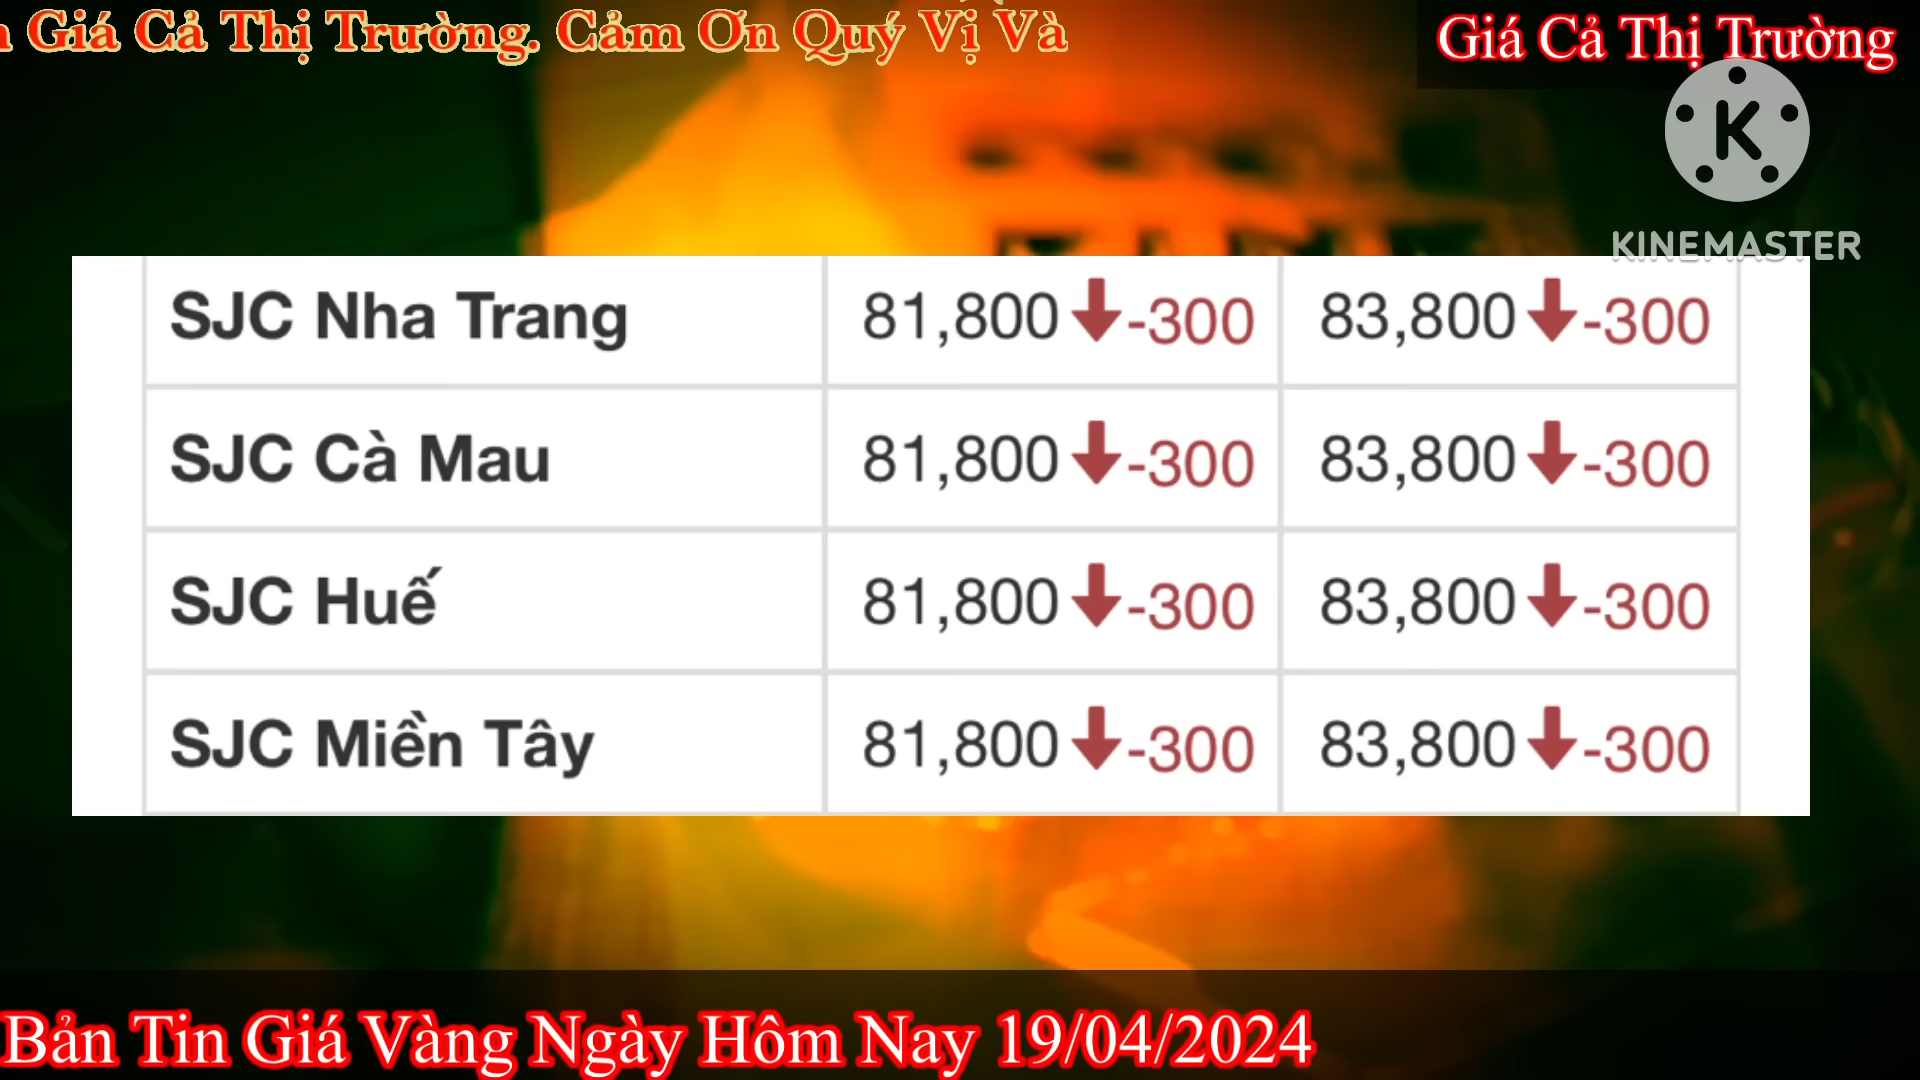 Giá Cả Thị Trường. Cảm Ơn Quý Vị Và
Giá Cả Thị Trường
K
KINEMASTER
SJC Nha Trang 81,800 -300 83,800 -300
SJC Cà Mau 81,800 -300 83,800 -300
SJC Huế 81,800 -300 83,800 -300
SJC Miền Tây 81,800 -300 83,800 -300
Bản Tin Giá Vàng Ngày Hôm Nay 19/04/2024